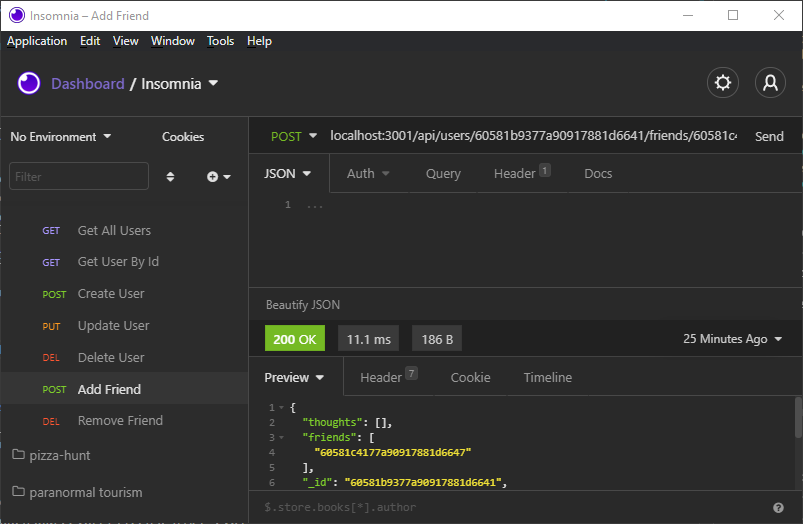 Insomnia – Add Friend
Application Edit View Window Tools Help
Dashboard / Insomnia
No Environment Cookies
POST localhost:3001/api/users/60581b9377a90917881d6641/friends/60581c4 Send
Filter
JSON Auth Query Header 1 Docs
1 ...
GET Get All Users
GET Get User By Id
POST Create User
PUT Update User
DEL Delete User
POST Add Friend
DEL Remove Friend
pizza-hunt
paranormal tourism
Beautify JSON
200 OK 11.1 ms 186 B 25 Minutes Ago
Preview Header 7 Cookie Timeline
1 {
2 "thoughts": [],
3 "friends": [
4 "60581c4177a90917881d6647"
5 ],
6 "_id": "60581b9377a90917881d6641",
$.store.books[*].author